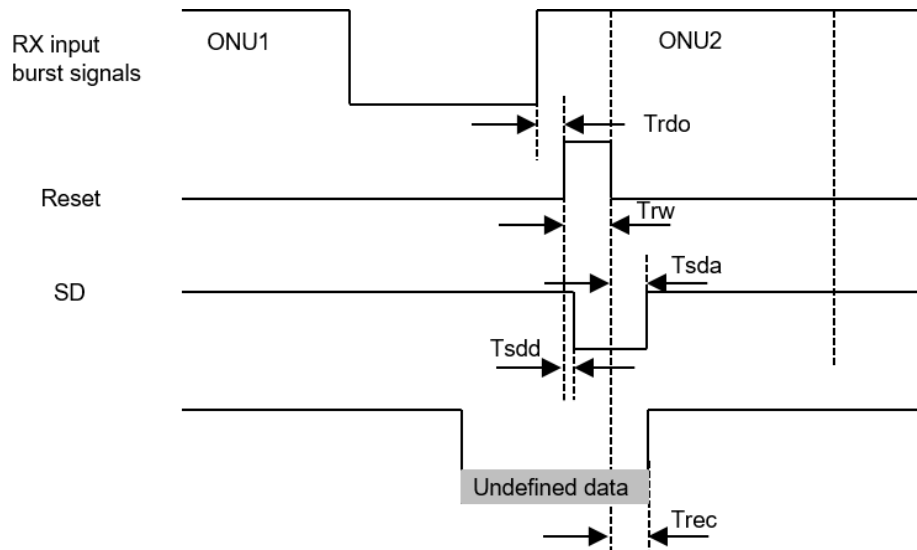 RX input
burst signals
ONU1
ONU2
Trdo
Reset
Trw
Tsda
SD
Tsdd
Undefined data
Trec